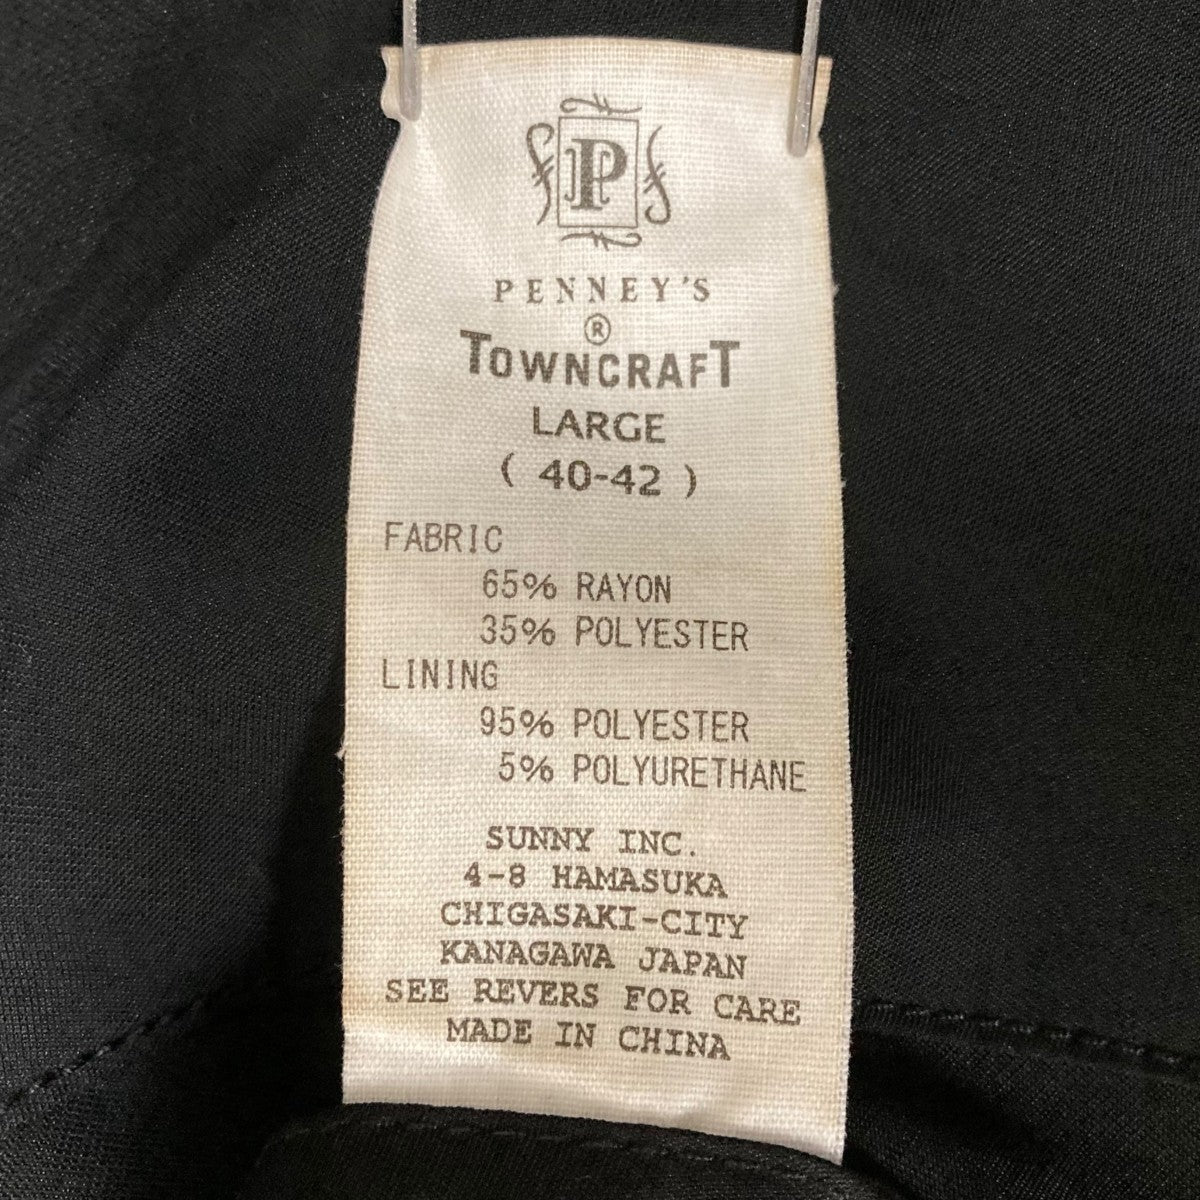 P
PENNEY'S
®
TOWNCRAFT
LARGE
( 40-42 )
FABRIC
65% RAYON
35% POLYESTER
LINING
95% POLYESTER
5% POLYURETHANE
SUNNY INC.
4-8 HAMASUKA
CHIGASAKI-CITY
KANAGAWA JAPAN
SEE REVERS FOR CARE
MADE IN CHINA